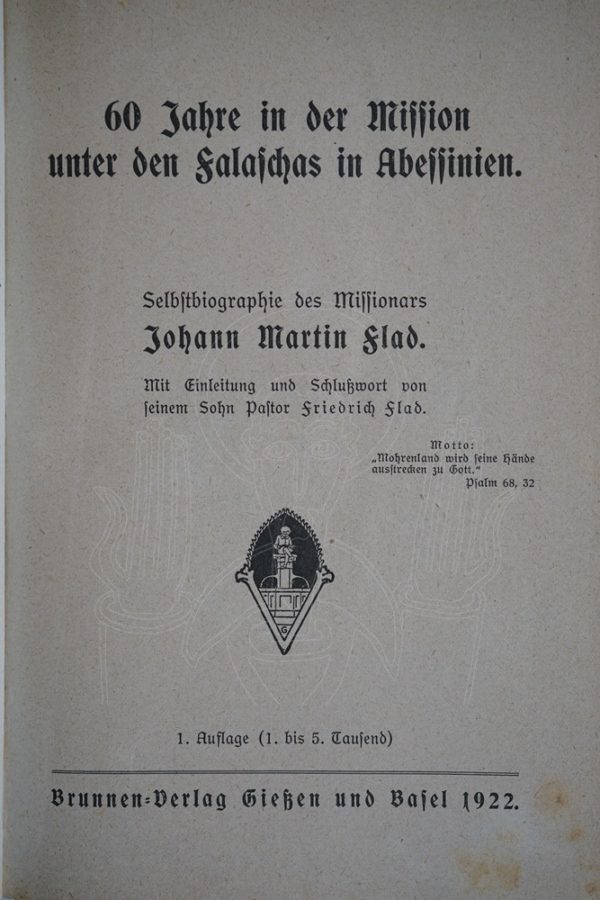 60 Jahre in der Mission
unter den Falaschas in Abessinien.
Selbstbiographie des Missionars
Johann Martin Flad.
Mit Einleitung und Schlußwort von
seinem Sohn Pastor Friedrich Flad.
Motto:
„Mohrenland wird seine Hände
ausstrecken zu Gott.“
Psalm 68, 32
G
1. Auflage (1. bis 5. Tausend)
Brunnen-Verlag Gießen und Basel 1922.